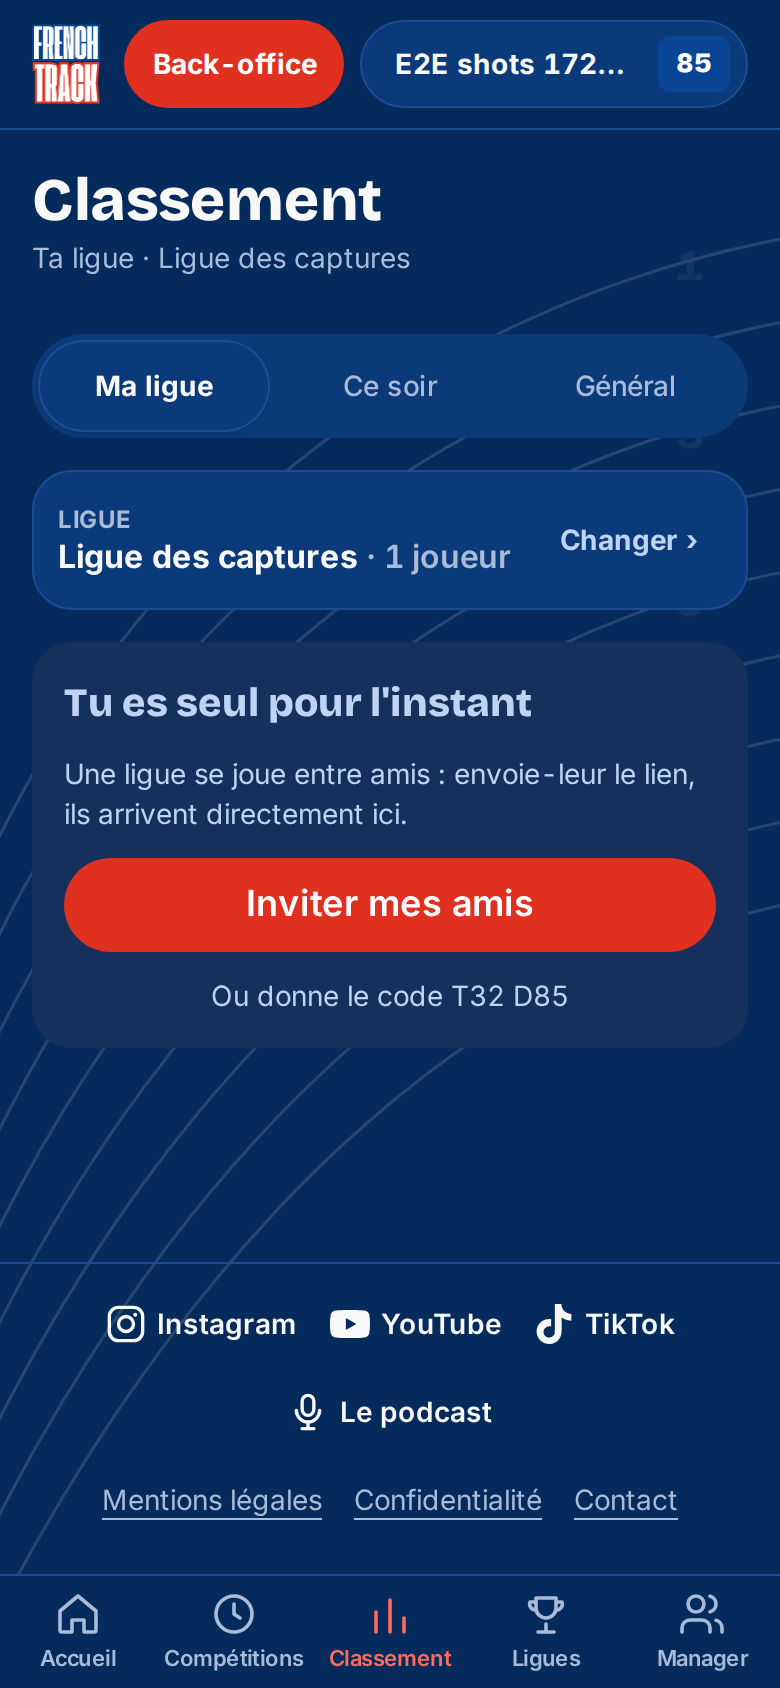 FRENCH
TRACK
Back-office
E2E shots 172...
85
Classement
Ta ligue · Ligue des captures
1
Ma ligue
Ce soir
Général
LIGUE
Ligue des captures · 1 joueur
Changer ›
Tu es seul pour l'instant
Une ligue se joue entre amis : envoie-leur le lien,
ils arrivent directement ici.
Inviter mes amis
Ou donne le code T32 D85
Instagram
YouTube
TikTok
Le podcast
Mentions légales
Confidentialité
Contact
Accueil
Compétitions
Classement
Ligues
Manager